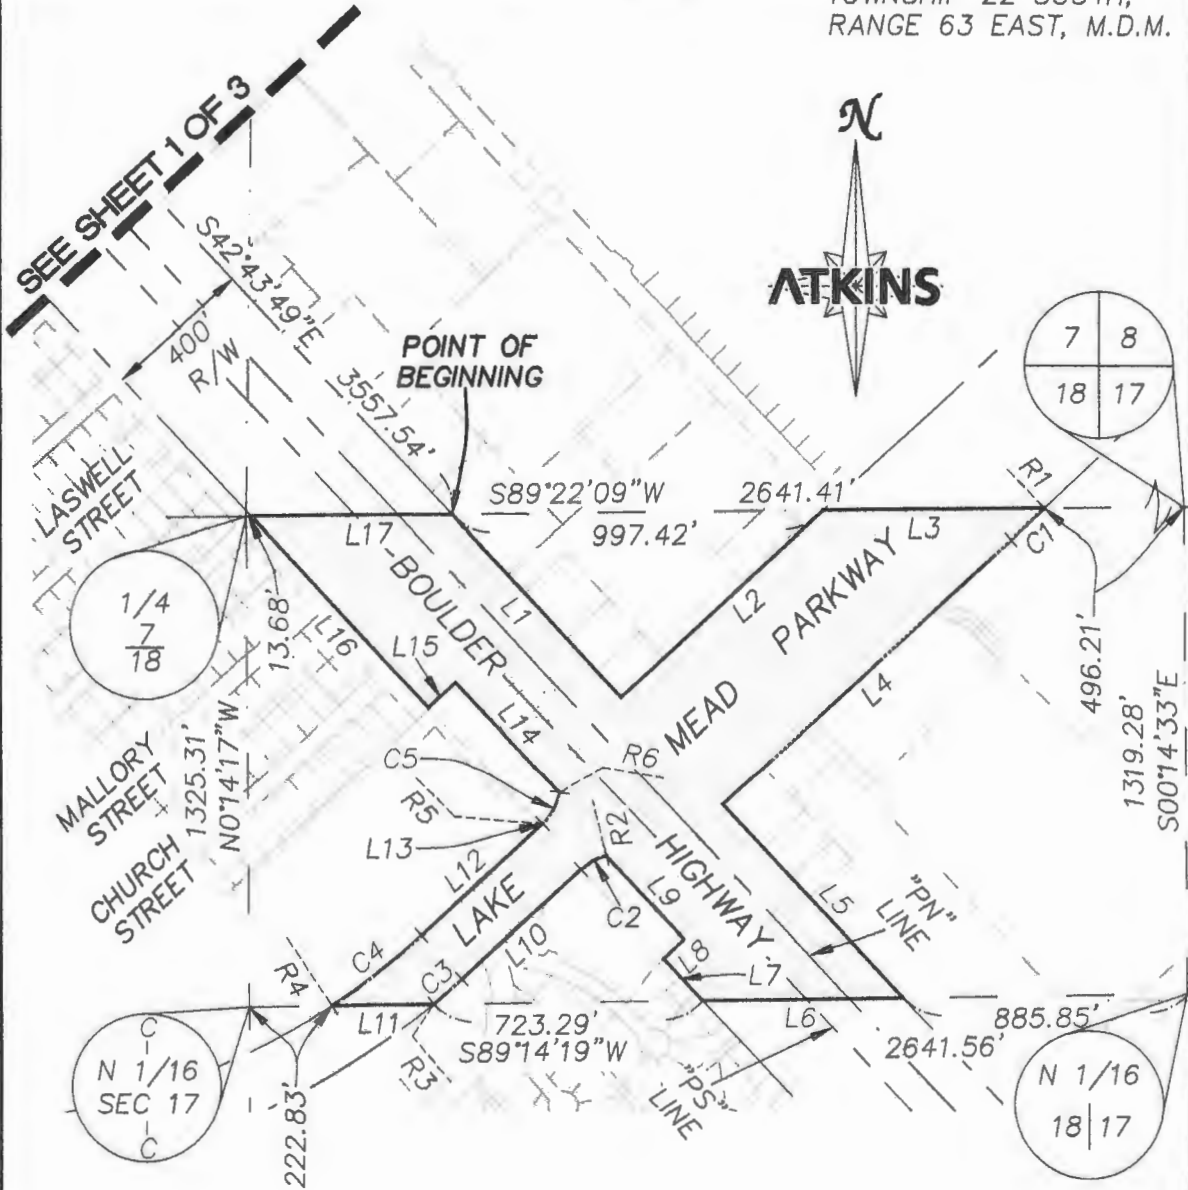 RANGE 63 EAST, M.D.M.
SEE SHEET 1 OF 3
N
ATKINS
7 8
18 17
S42°43'49"E
400'
R/W
3557.54'
POINT OF
BEGINNING
LASWELL
STREET
S89°22'09"W 2641.41'
997.42'
R1
L17
L3
C1
BOULDER
L1
L2
PARKWAY
1/4
7
18
13.68'
L16
L15
L14
L4
MEAD
496.21'
1319.28'
S00°14'33"E
MALLORY
STREET
1325.31'
N0°14'17"W
C5
R6
R5
R2
L13
CHURCH
STREET
L12
L9
HIGHWAY
L5
"PN"
LINE
LAKE
C2
C4
L10
L8
L7
R4
C3
L11
723.29'
S89°14'19"W
L6
885.85'
2641.56'
R3
"PS"
LINE
C
N 1/16
SEC 17
C
222.83'
N 1/16
18 17